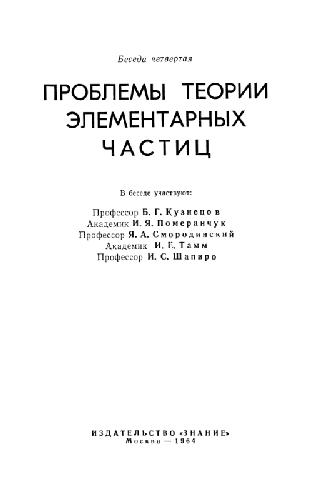 Беседа четвертая
ПРОБЛЕМЫ ТЕОРИИ
ЭЛЕМЕНТАРНЫХ
ЧАСТИЦ
В беседе участвуют:
Профессор Б. Г. Кузнецов
Академик И. Я. Померанчук
Профессор Я. А. Смородинский
Академик И. Е. Тамм
Профессор И. С. Шапиро
ИЗДАТЕЛЬСТВО «ЗНАНИЕ»
Москва — 1964